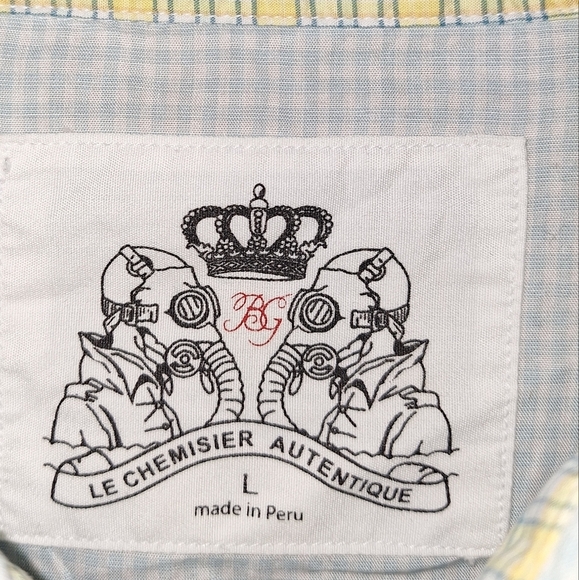 BG
LE CHEMISIER AUTENTIQUE
L
made in Peru